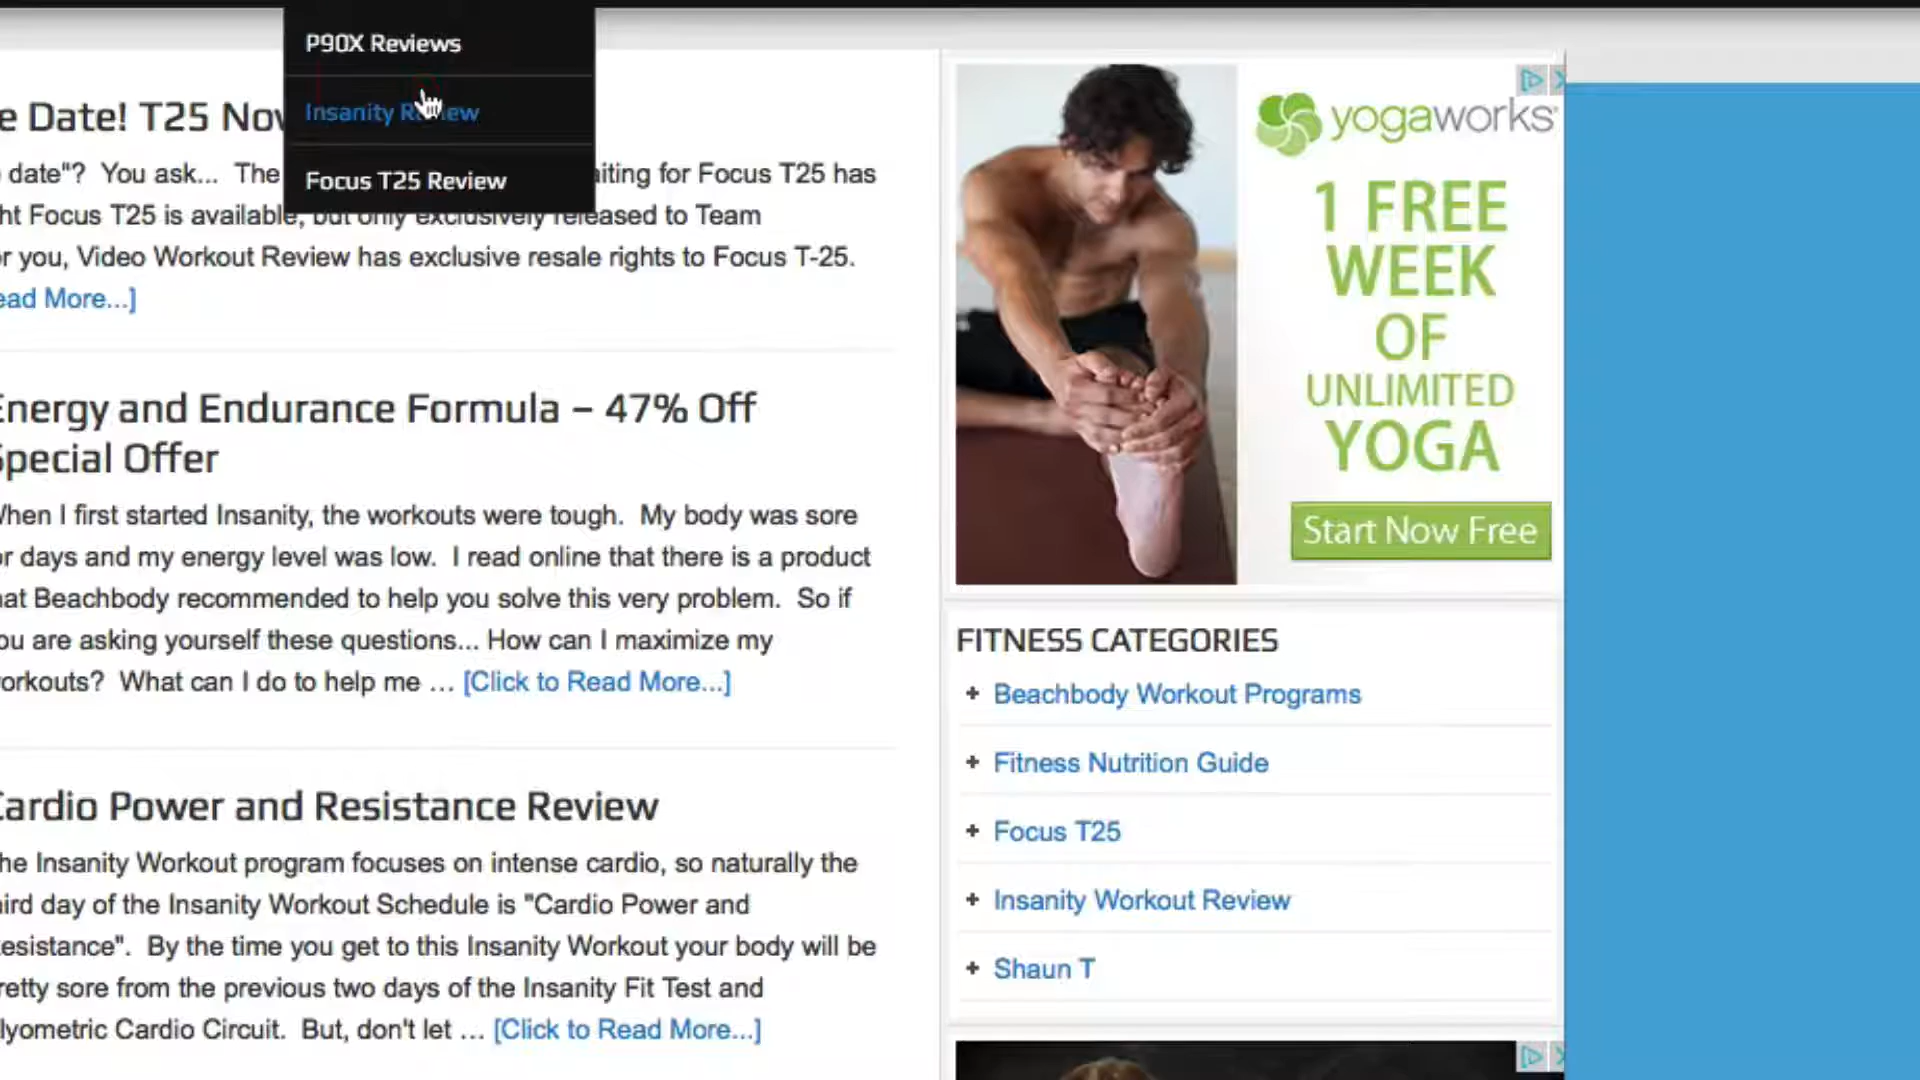 P90X Reviews
Insanity Review
Focus T25 Review
e Date! T25 Nov
date"? You ask... The
iting for Focus T25 has
ht Focus T25 is available, but only exclusively released to Team
r you, Video Workout Review has exclusive resale rights to Focus T-25.
ead More...]
Energy and Endurance Formula – 47% Off
Special Offer
When I first started Insanity, the workouts were tough. My body was sore
or days and my energy level was low. I read online that there is a product
hat Beachbody recommended to help you solve this very problem. So if
ou are asking yourself these questions... How can I maximize my
orkouts? What can I do to help me ... [Click to Read More...]
Cardio Power and Resistance Review
he Insanity Workout program focuses on intense cardio, so naturally the
hird day of the Insanity Workout Schedule is "Cardio Power and
esistance". By the time you get to this Insanity Workout your body will be
retty sore from the previous two days of the Insanity Fit Test and
lyometric Cardio Circuit. But, don't let ... [Click to Read More...]
yogaworks
1 FREE
WEEK
OF
UNLIMITED
YOGA
Start Now Free
FITNESS CATEGORIES
+ Beachbody Workout Programs
+ Fitness Nutrition Guide
+ Focus T25
+ Insanity Workout Review
+ Shaun T